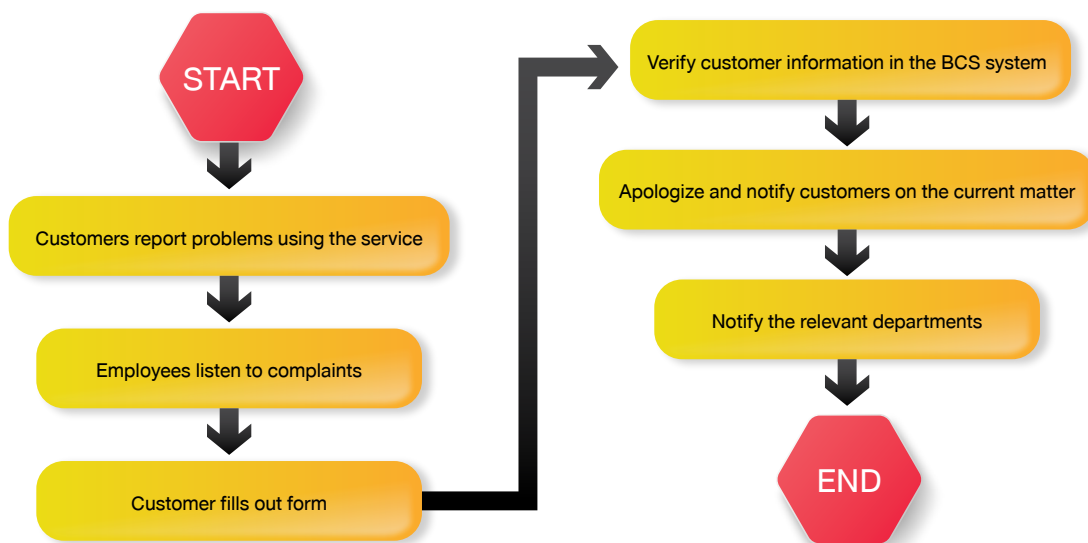 START
Customers report problems using the service
Employees listen to complaints
Customer fills out form
Verify customer information in the BCS system
Apologize and notify customers on the current matter
Notify the relevant departments
END